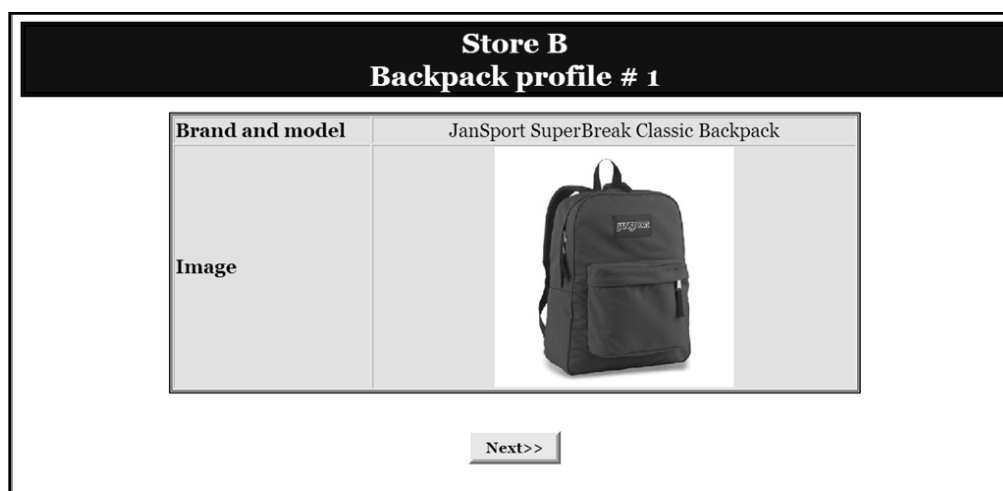 Store B
Backpack profile # 1
Brand and model JanSport SuperBreak Classic Backpack
Image
JANSPORT
Next>>